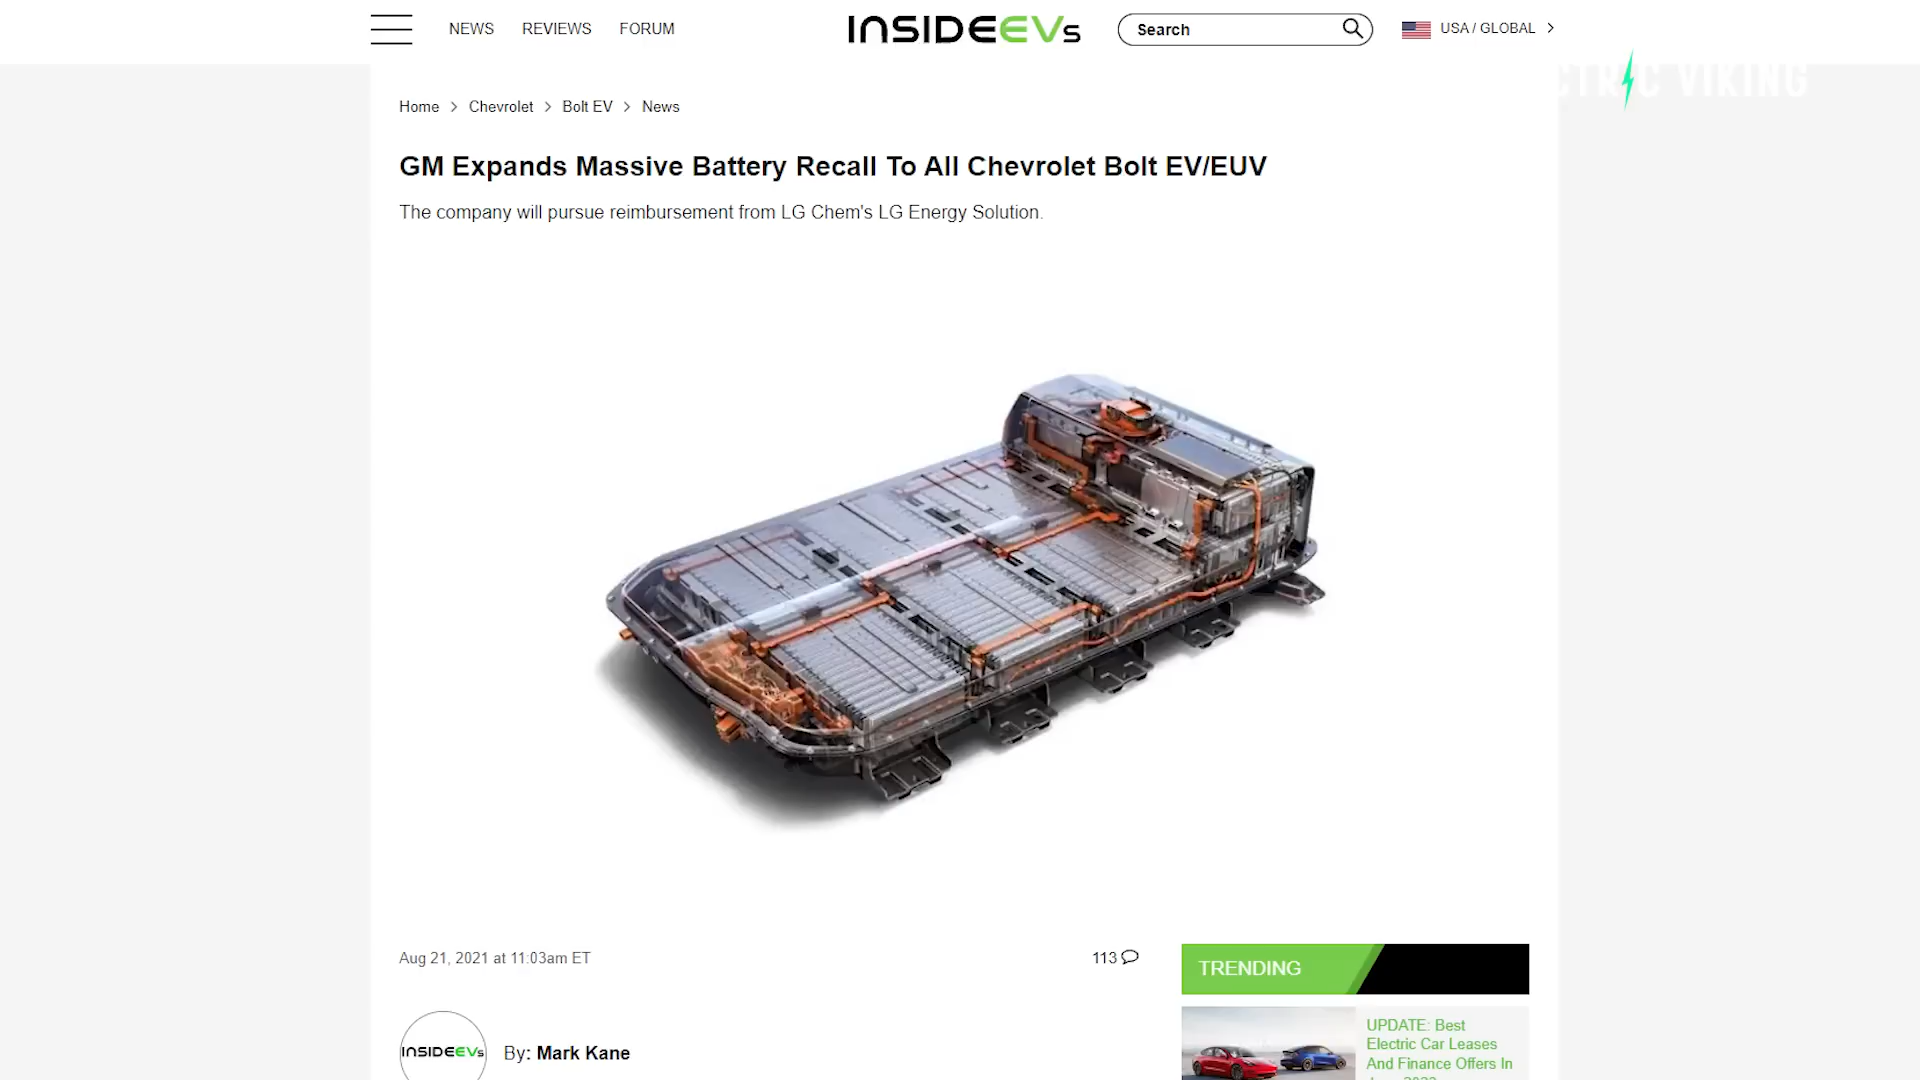 NEWS REVIEWS FORUM
INSIDEEVs
Search
USA / GLOBAL
CTRIC VIKING
Home > Chevrolet > Bolt EV > News
GM Expands Massive Battery Recall To All Chevrolet Bolt EV/EUV
The company will pursue reimbursement from LG Chem's LG Energy Solution.
Aug 21, 2021 at 11:03am ET
113
TRENDING
INSIDEEVs
By: Mark Kane
UPDATE: Best
Electric Car Leases
And Finance Offers In